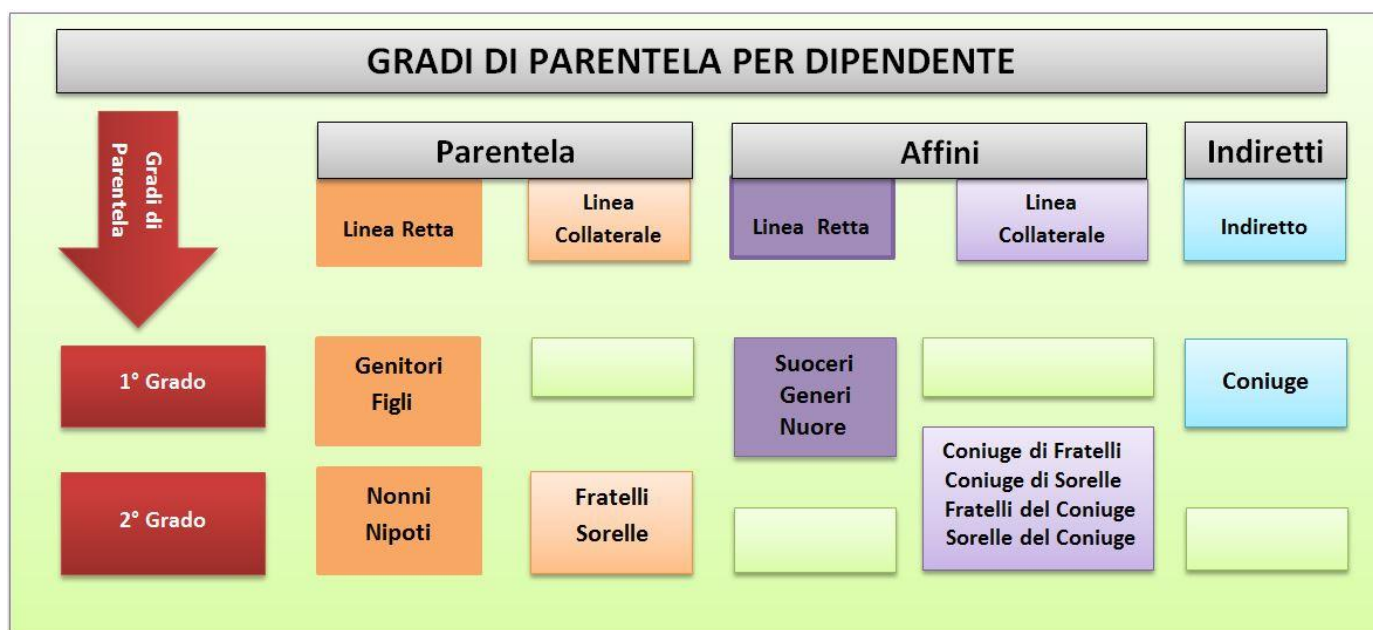 GRADI DI PARENTELA PER DIPENDENTE
Gradi di
Parentela
Parentela
Affini
Indiretti
Linea Retta
Linea
Collaterale
Linea Retta
Linea
Collaterale
Indiretto
1° Grado
Genitori
Figli
Suoceri
Generi
Nuore
Coniuge
2° Grado
Nonni
Nipoti
Fratelli
Sorelle
Coniuge di Fratelli
Coniuge di Sorelle
Fratelli del Coniuge
Sorelle del Coniuge